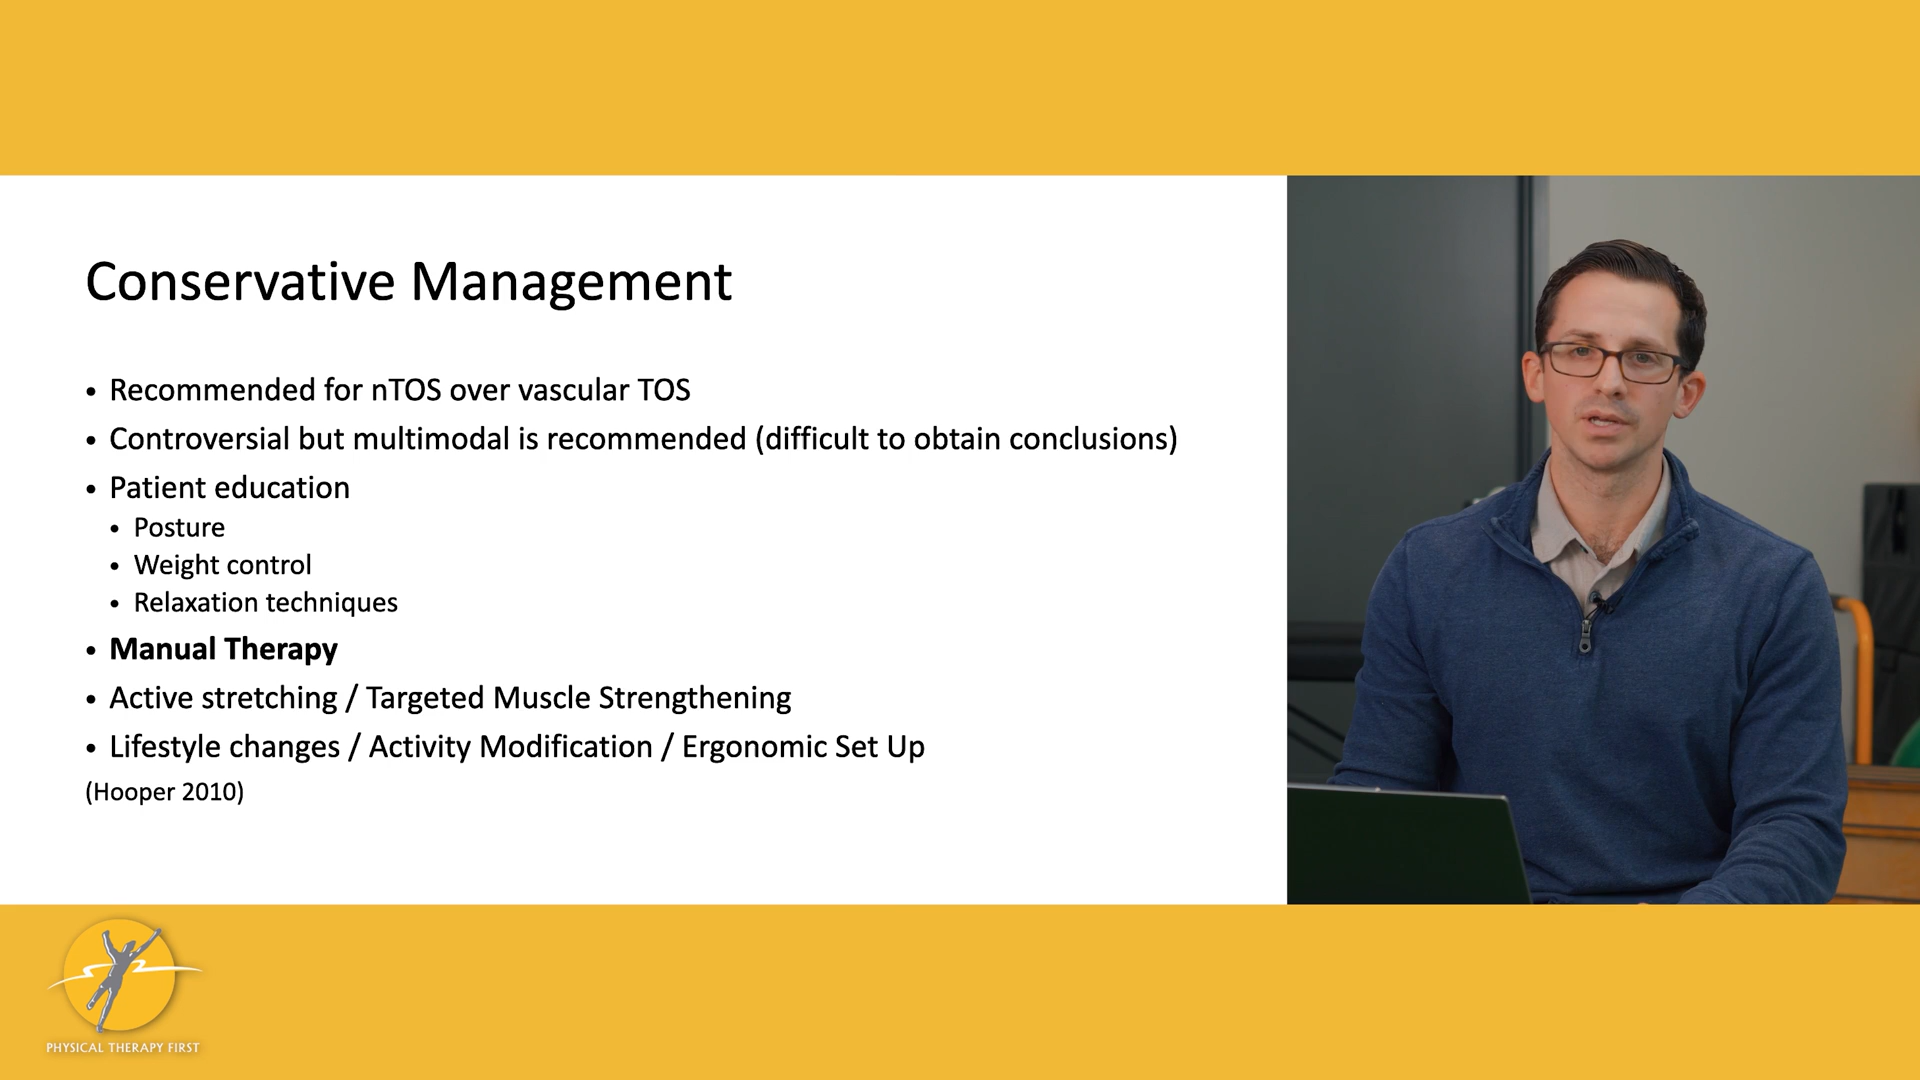 Conservative Management
• Recommended for nTOS over vascular TOS
• Controversial but multimodal is recommended (difficult to obtain conclusions)
• Patient education
• Posture
• Weight control
• Relaxation techniques
• Manual Therapy
• Active stretching / Targeted Muscle Strengthening
• Lifestyle changes / Activity Modification / Ergonomic Set Up
(Hooper 2010)
PHYSICAL THERAPY FIRST